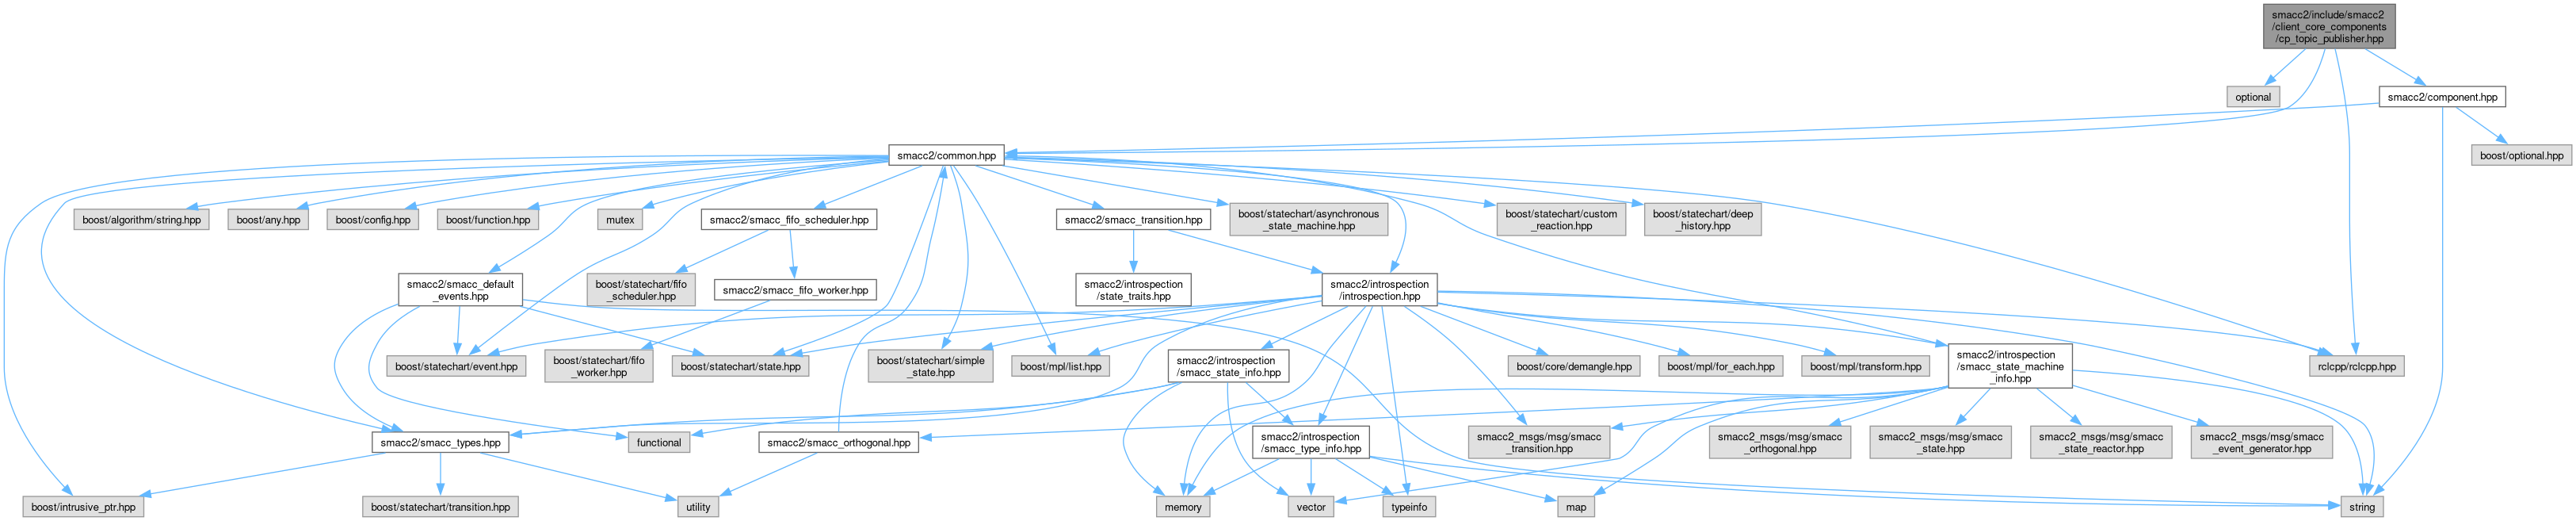 smacc2/include/smacc2
/client_core_components
/cp_topic_publisher.hpp
optional
smacc2/component.hpp
smacc2/common.hpp
boost/optional.hpp
boost/algorithm/string.hpp
boost/any.hpp
boost/config.hpp
boost/function.hpp
mutex
smacc2/smacc_fifo_scheduler.hpp
smacc2/smacc_transition.hpp
boost/statechart/asynchronous
_state_machine.hpp
boost/statechart/custom
_reaction.hpp
boost/statechart/deep
_history.hpp
smacc2/smacc_default
_events.hpp
boost/statechart/fifo
_scheduler.hpp
smacc2/smacc_fifo_worker.hpp
smacc2/introspection
/state_traits.hpp
smacc2/introspection
/introspection.hpp
boost/statechart/event.hpp
boost/statechart/fifo
_worker.hpp
boost/statechart/state.hpp
boost/statechart/simple
_state.hpp
boost/mpl/list.hpp
smacc2/introspection
/smacc_state_info.hpp
boost/core/demangle.hpp
boost/mpl/for_each.hpp
boost/mpl/transform.hpp
smacc2/introspection
/smacc_state_machine
_info.hpp
rclcpp/rclcpp.hpp
smacc2/smacc_types.hpp
functional
smacc2/smacc_orthogonal.hpp
smacc2/introspection
/smacc_type_info.hpp
smacc2_msgs/msg/smacc
_transition.hpp
smacc2_msgs/msg/smacc
_orthogonal.hpp
smacc2_msgs/msg/smacc
_state.hpp
smacc2_msgs/msg/smacc
_state_reactor.hpp
smacc2_msgs/msg/smacc
_event_generator.hpp
boost/intrusive_ptr.hpp
boost/statechart/transition.hpp
utility
memory
vector
typeinfo
map
string